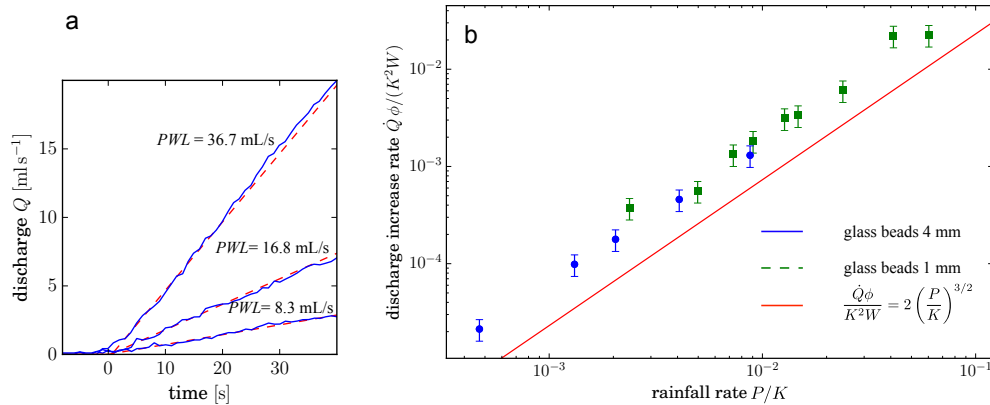 a
discharge Q [ml s⁻¹]
15
10
5
0
PWL = 36.7 mL/s
PWL= 16.8 mL/s
PWL= 8.3 mL/s
0 10 20 30
time [s]
b
discharge increase rate Q̇ ϕ/(K²W)
10⁻²
10⁻³
10⁻⁴
glass beads 4 mm
glass beads 1 mm
Q̇ϕ/K²W = 2 (P/K)^3/2
10⁻³ 10⁻² 10⁻¹
rainfall rate P/K